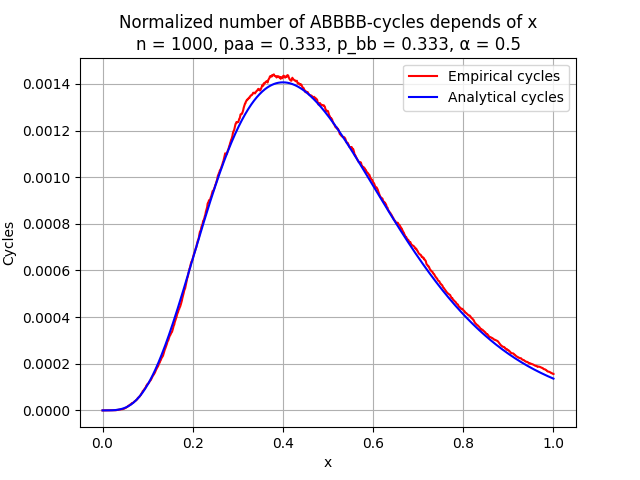 Normalized number of ABBBB-cycles depends of x
n = 1000, paa = 0.333, p_bb = 0.333, α = 0.5
Empirical cycles
Analytical cycles
Cycles
0.0014
0.0012
0.0010
0.0008
0.0006
0.0004
0.0002
0.0000
0.0 0.2 0.4 0.6 0.8 1.0
x